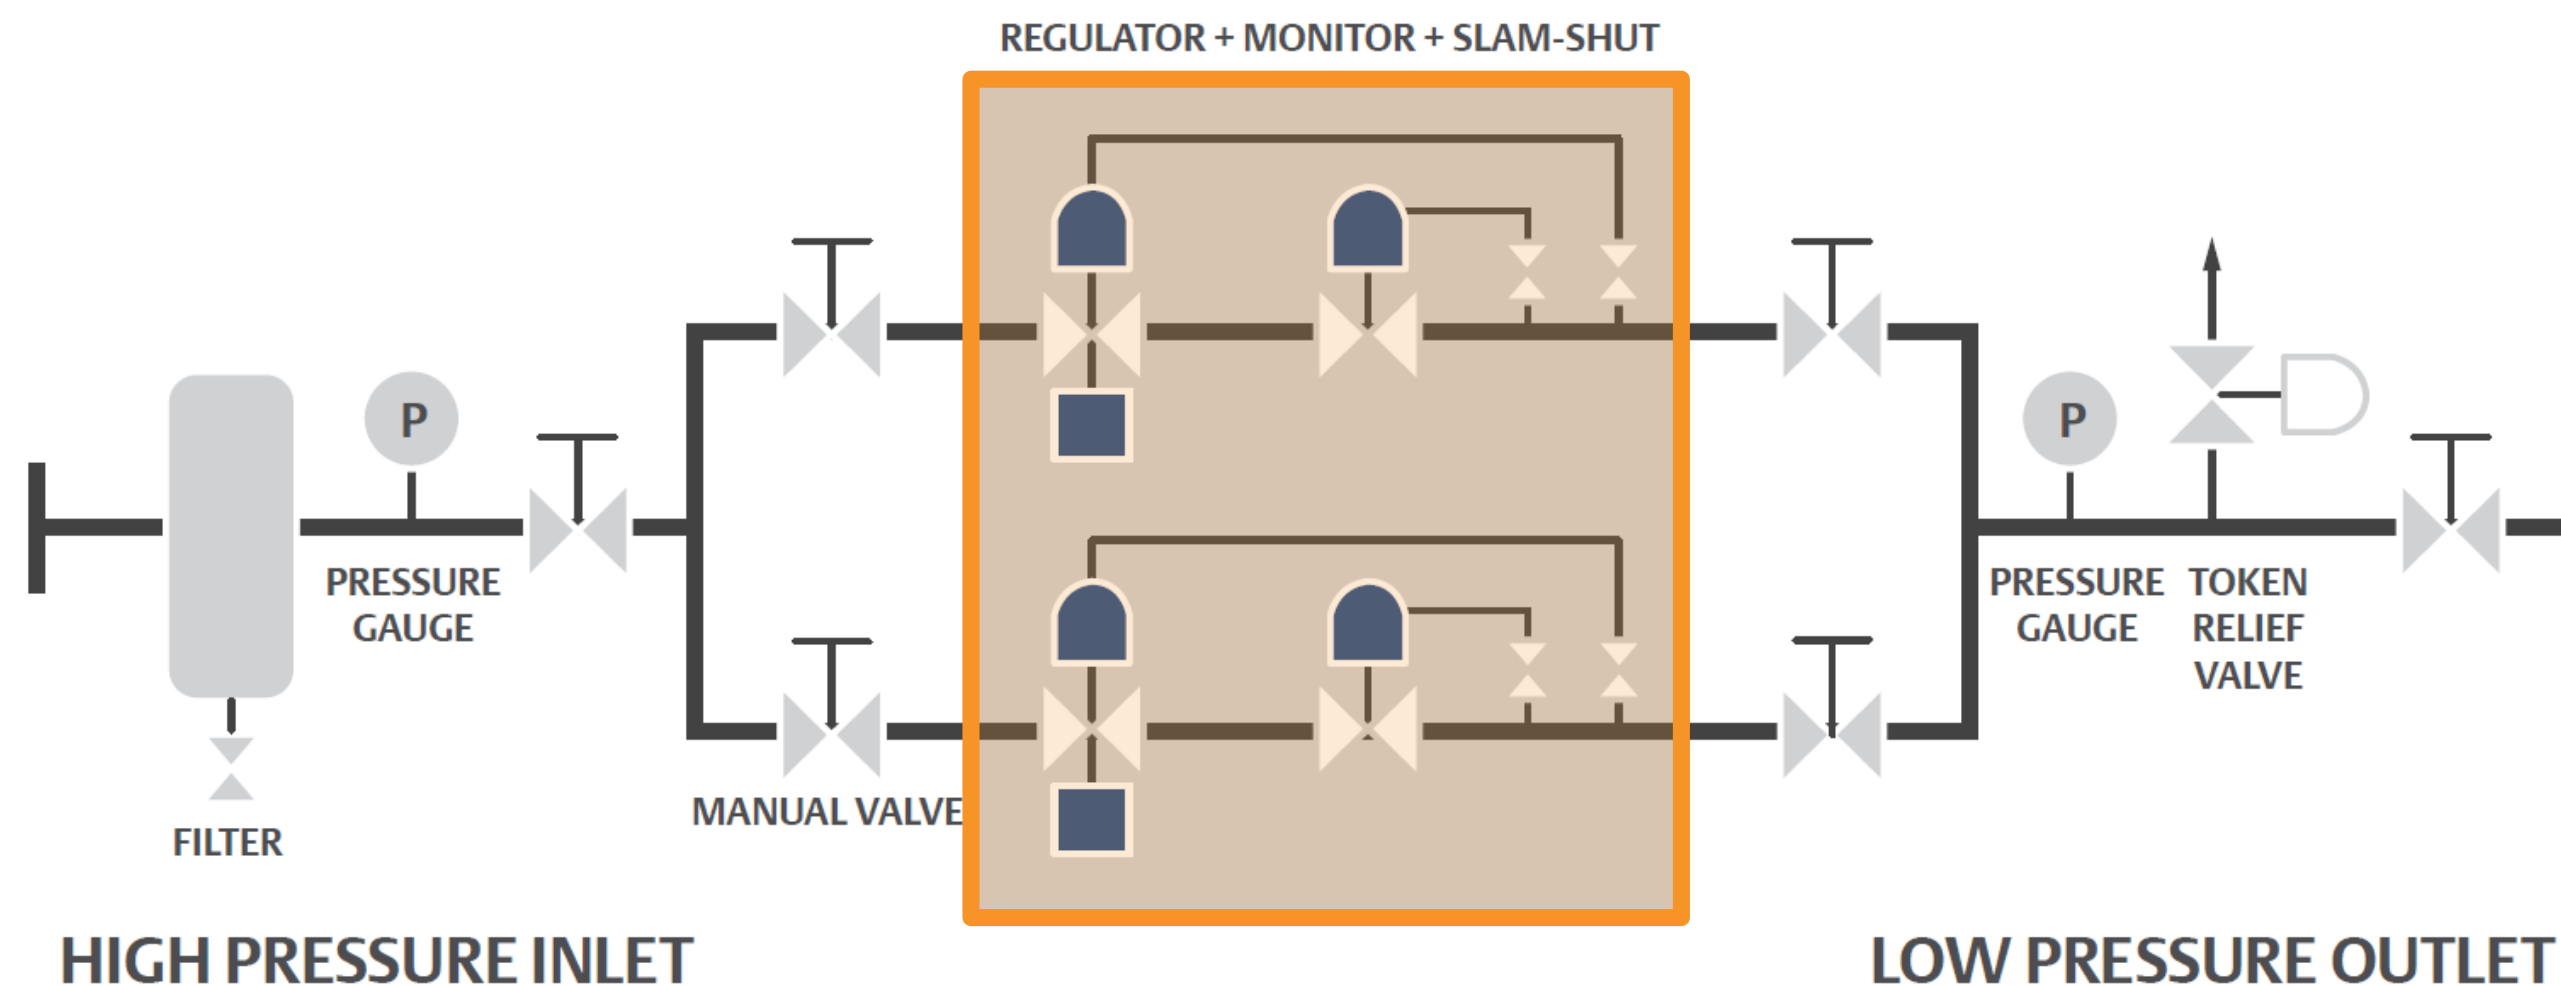 REGULATOR + MONITOR + SLAM-SHUT
P
P
PRESSURE
GAUGE
PRESSURE
GAUGE
TOKEN
RELIEF
VALVE
MANUAL VALVE
FILTER
HIGH PRESSURE INLET
LOW PRESSURE OUTLET